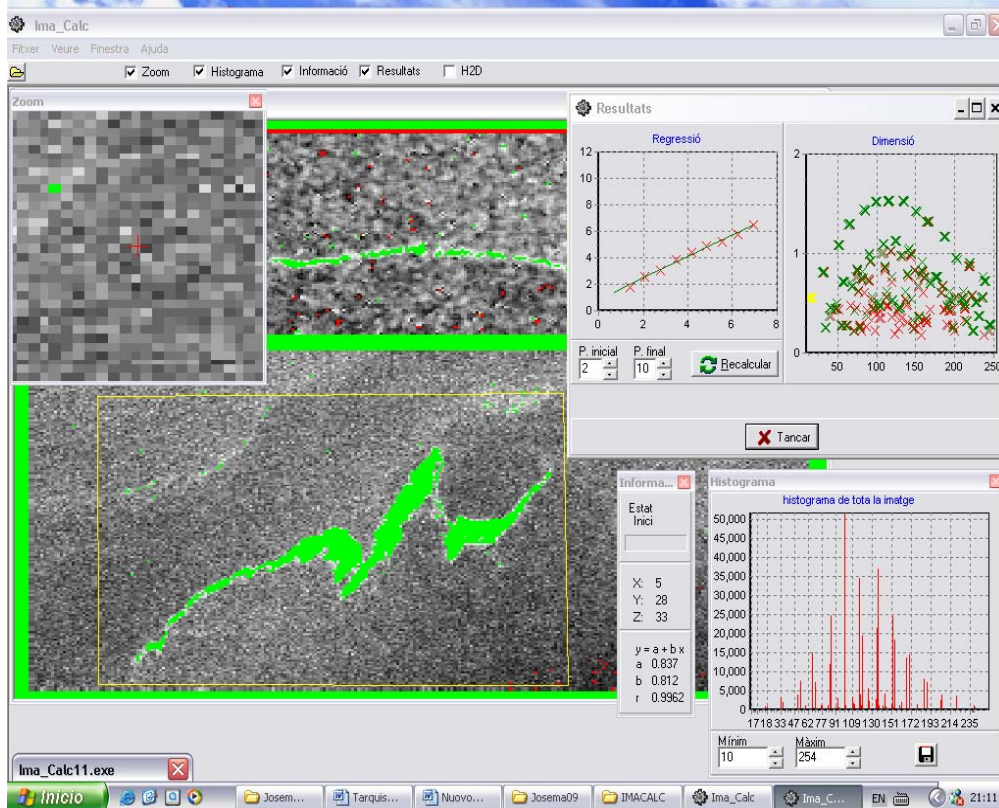 Ima_Calc
Fitxer Veure Finestra Ajuda
Zoom Histograma Informació Resultats H2D
Zoom
Resultats
Regressió
12
10
8
6
4
2
0
0 2 4 6 8
P. inicial P. final
2 10 Recalcular
Dimensió
2
1
0
50 100 150 200 250
Tancar
Informa...
Estat
Inici
X: 5
Y: 28
Z: 33
y = a + b x
a 0.837
b 0.812
r 0.9962
Histograma
histograma de tota la imatge
50,000
45,000
40,000
35,000
30,000
25,000
20,000
15,000
10,000
5,000
0
17 18 33 47 62 77 91 109 130 151 172 193 214 235
Mínim Màxim
10 254
Ima_Calc11.exe
Inicio Josem... Tarquis... Nuovo... Josema09 IMACALC Ima_Calc Ima_C... EN 21:11